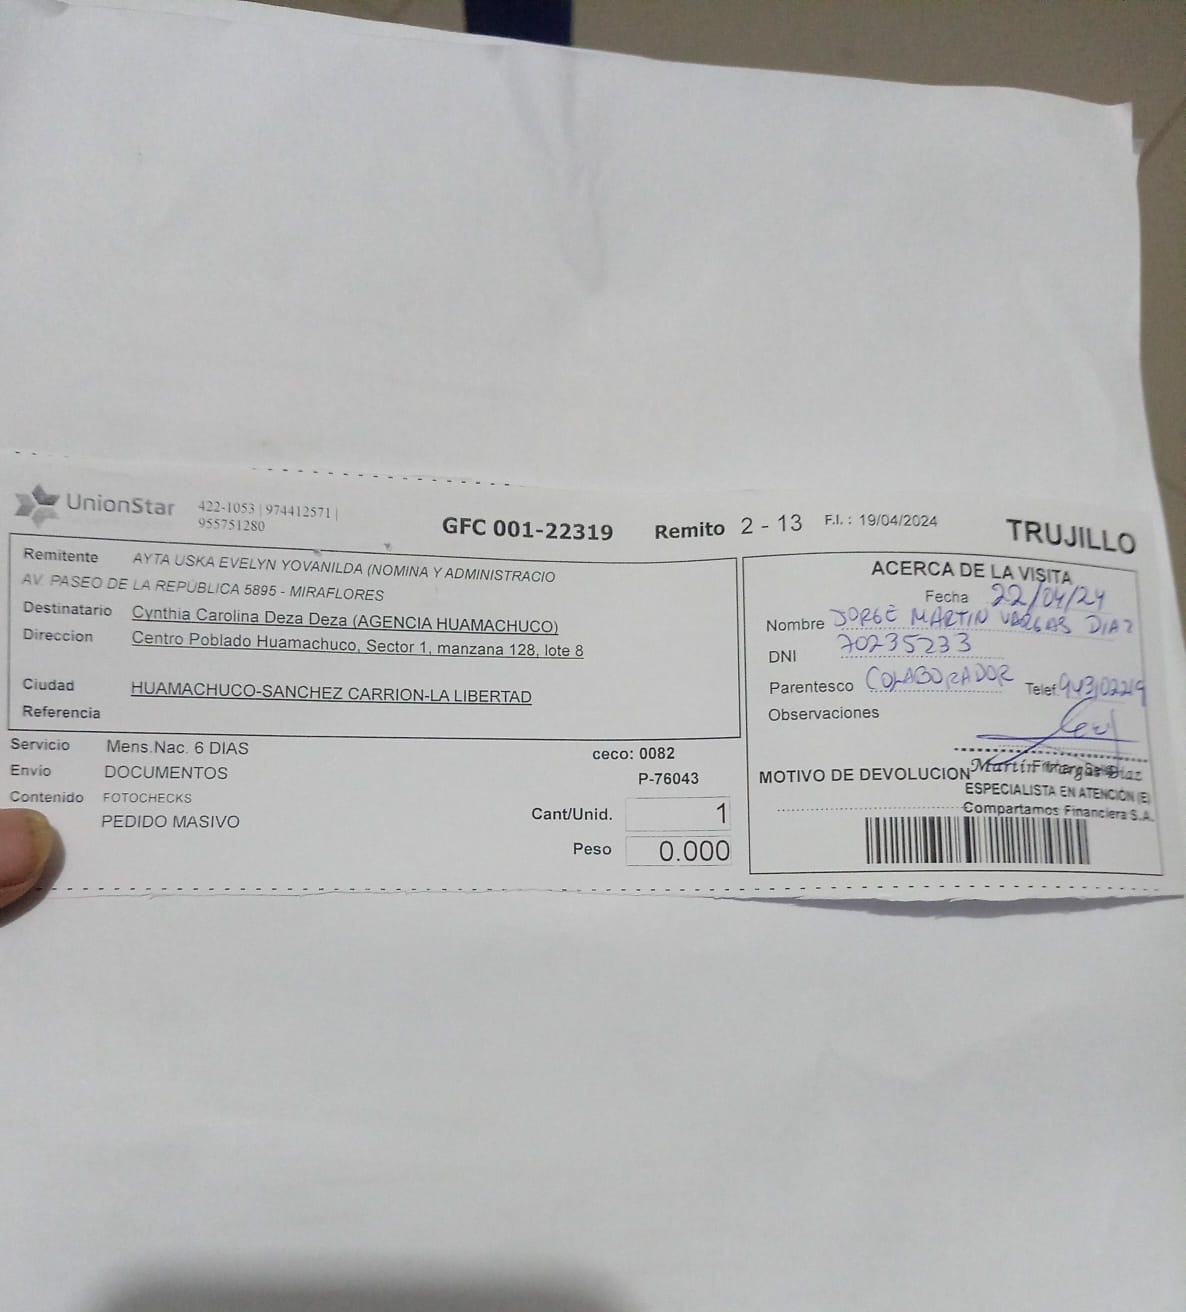 UnionStar
422-1053 | 974412571 |
955751280
GFC 001-22319
Remito 2 - 13
F.I. : 19/04/2024
TRUJILLO
Remitente AYTA USKA EVELYN YOVANILDA (NOMINA Y ADMINISTRACIO
AV. PASEO DE LA REPÚBLICA 5895 - MIRAFLORES
Destinatario Cynthia Carolina Deza Deza (AGENCIA HUAMACHUCO)
Direccion Centro Poblado Huamachuco, Sector 1, manzana 128, lote 8
Ciudad HUAMACHUCO-SANCHEZ CARRION-LA LIBERTAD
Referencia
Servicio Mens.Nac. 6 DIAS
Envio DOCUMENTOS
Contenido FOTOCHECKS
PEDIDO MASIVO
ceco: 0082
P-76043
Cant/Unid. 1
Peso 0.000
ACERCA DE LA VISITA
Fecha 22/04/24
Nombre JORGE MARTIN VARGAS DIAZ
DNI 70235233
Parentesco COLABORADOR Telef.
Observaciones
MOTIVO DE DEVOLUCION
Díaz
ESPECIALISTA EN ATENCIÓN (E)
Compartamos Financiera S.A.